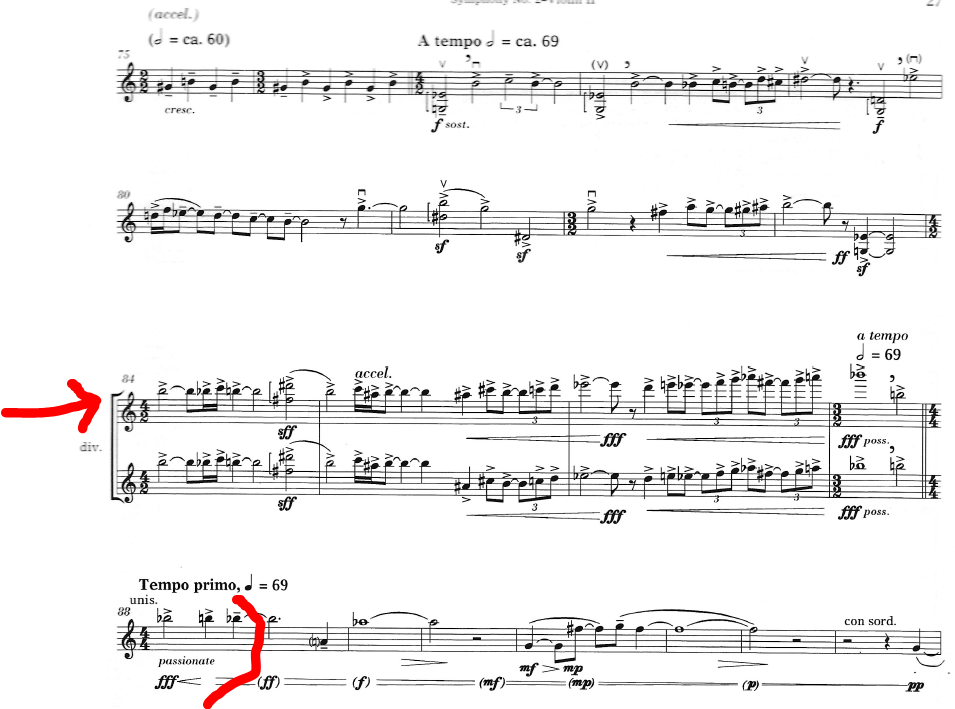 Symphony No. 2–Violin II
27
(accel.)
(𝅗𝅥 = ca. 60)
A tempo 𝅗𝅥 = ca. 69
75
3
3
cresc.
f sost.
f
80
3
sf
sf
ff
sf
a tempo
𝅗𝅥 = 69
84
accel.
3
3
sff
fff
fff poss.
div.
3
3
sff
fff
fff poss.
Tempo primo, ♩ = 69
unis.
88
con sord.
passionate
mf > mp
fff
(ff)
(f)
(mf)
(mp)
(p)
pp